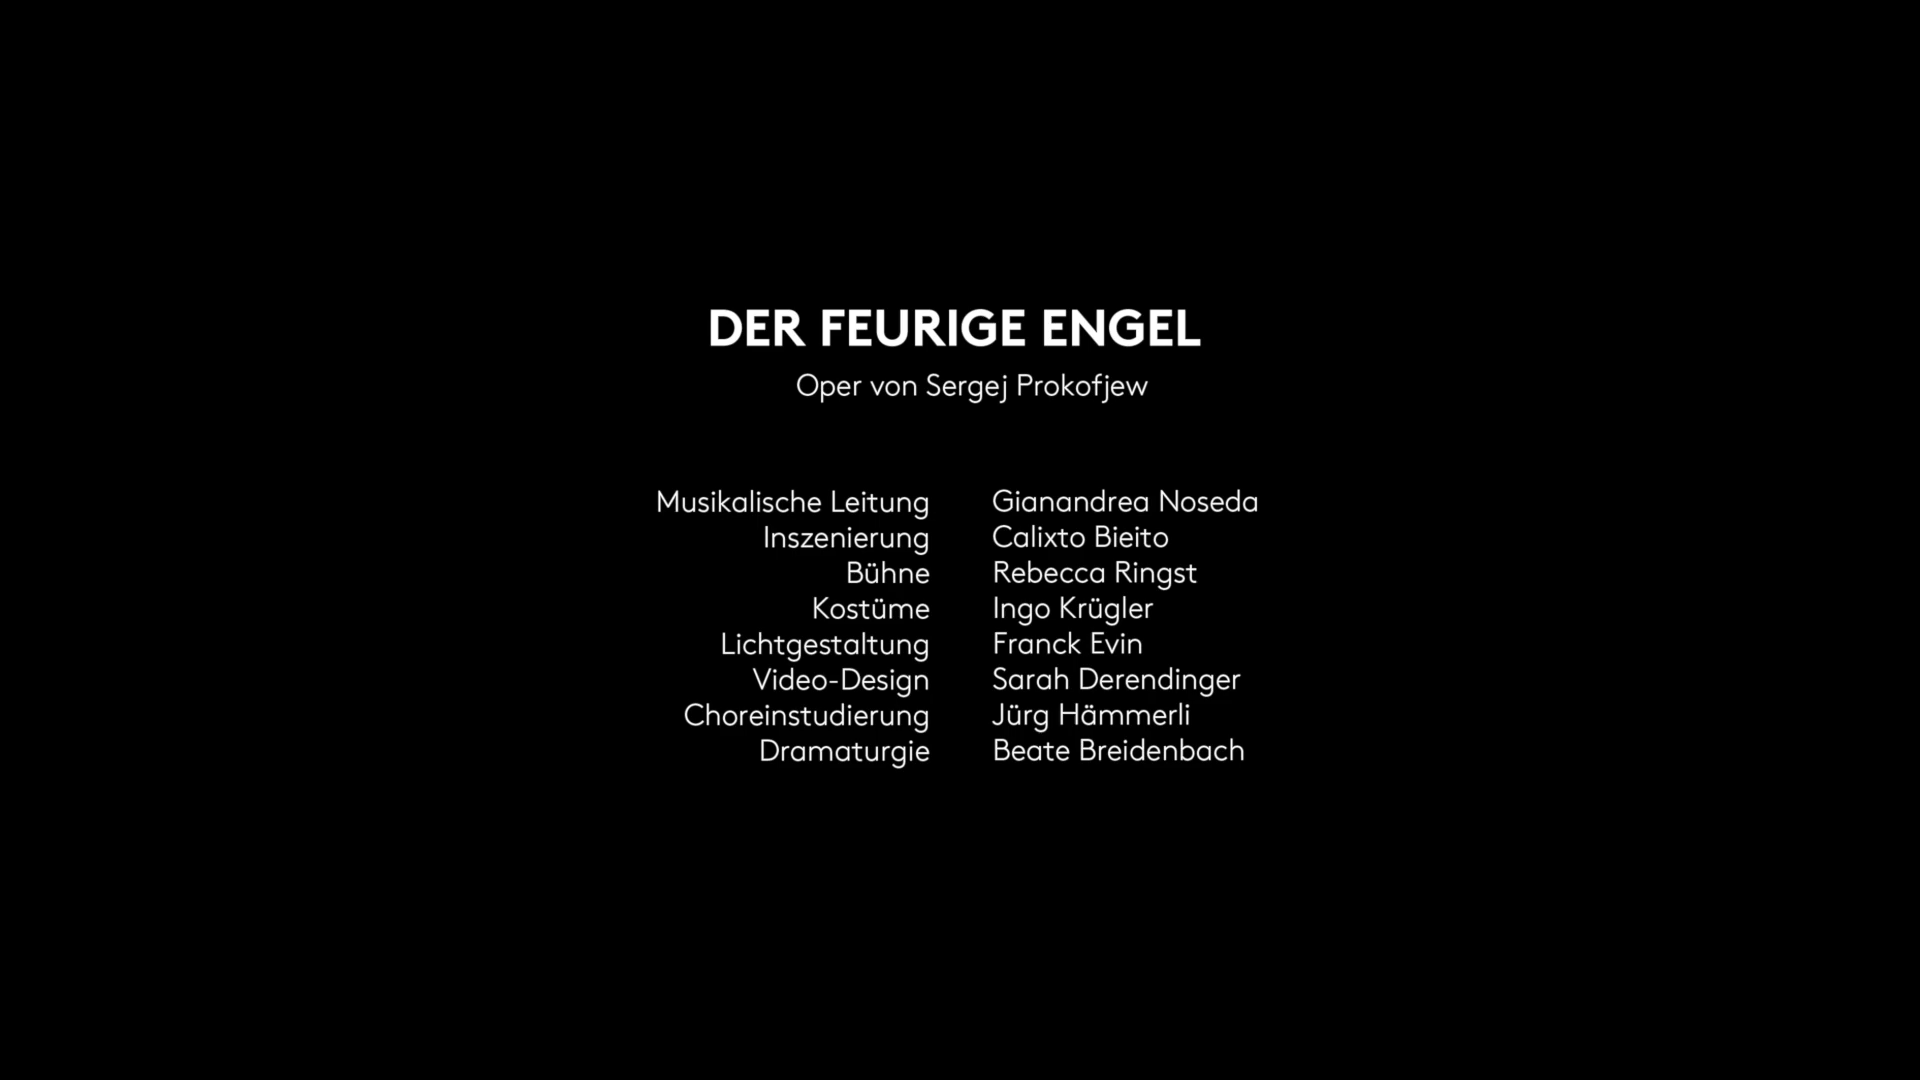 DER FEURIGE ENGEL
Oper von Sergej Prokofjew
Musikalische Leitung Gianandrea Noseda
Inszenierung Calixto Bieito
Bühne Rebecca Ringst
Kostüme Ingo Krügler
Lichtgestaltung Franck Evin
Video-Design Sarah Derendinger
Choreinstudierung Jürg Hämmerli
Dramaturgie Beate Breidenbach